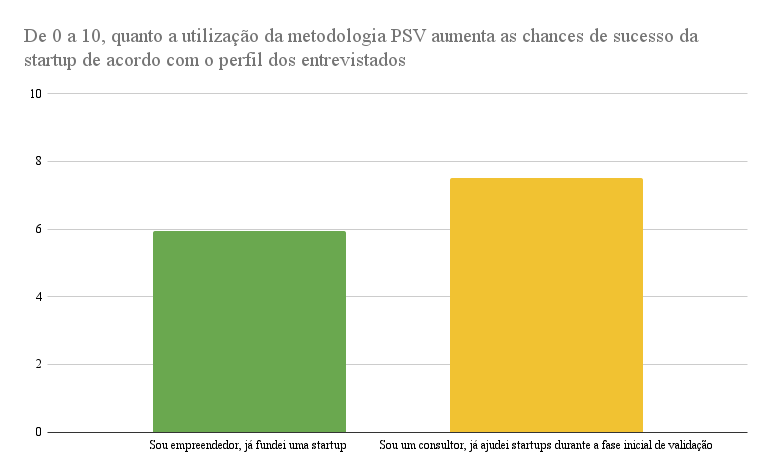 De 0 a 10, quanto a utilização da metodologia PSV aumenta as chances de sucesso da
startup de acordo com o perfil dos entrevistados
10
8
6
4
2
0
Sou empreendedor, já fundei uma startup
Sou um consultor, já ajudei startups durante a fase inicial de validação